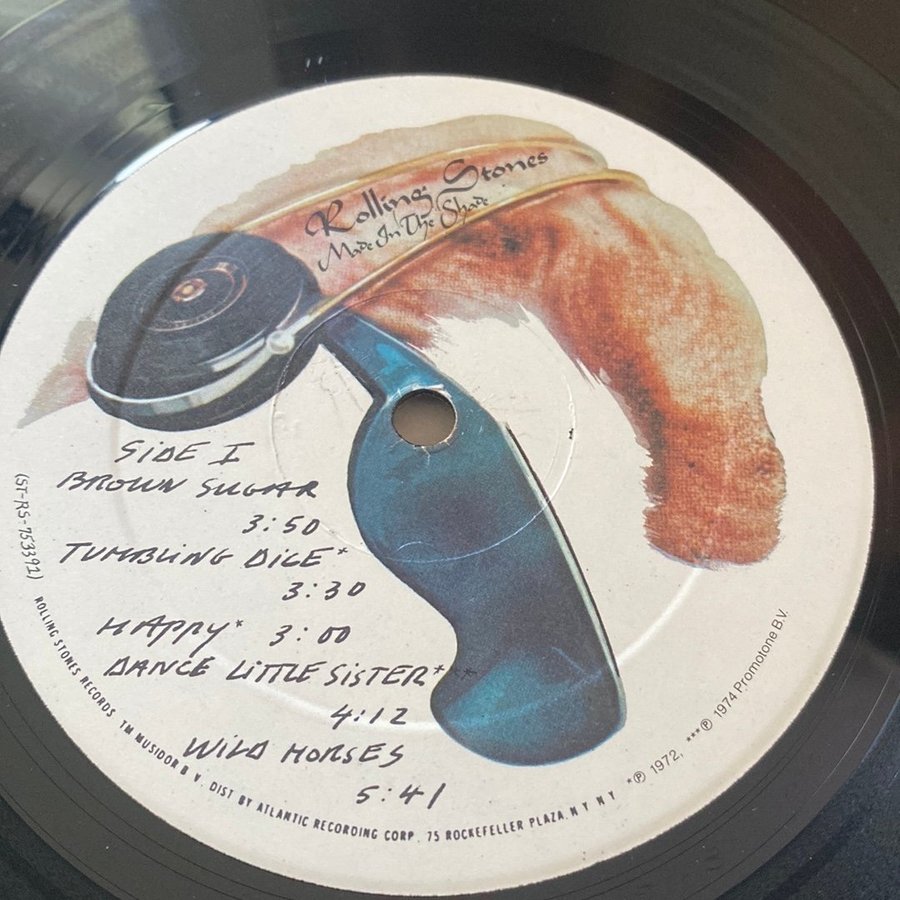 Rolling Stones
Made In The Shade
SIDE I
BROWN SUGAR
3:50
TUMBLING DICE*
3:30
HAPPY* 3:00
DANCE LITTLE SISTER***
4:12
WILD HORSES
5:41
(ST-RS-753392)
ROLLING STONES RECORDS TM MUSIDOR B.V. DIST BY ATLANTIC RECORDING CORP. 75 ROCKEFELLER PLAZA. N Y N Y *℗ 1972, ***℗ 1974 Promotone B.V.